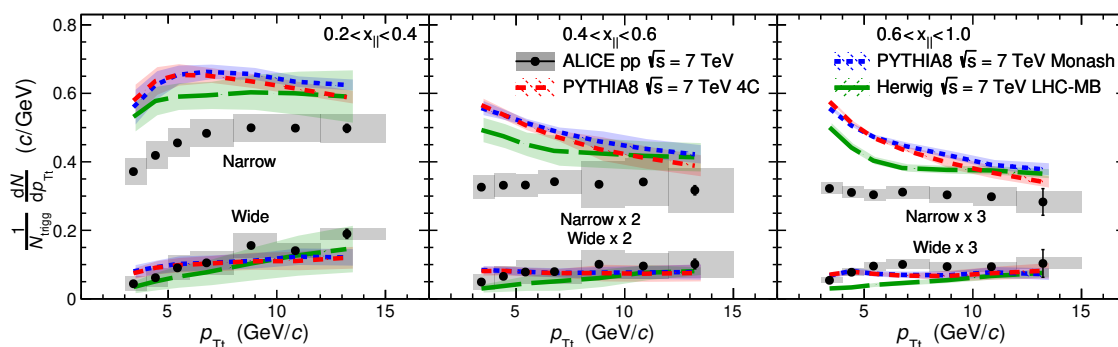 0.2<x||<0.4
0.4<x||<0.6
0.6<x||<1.0
ALICE pp √s = 7 TeV
PYTHIA8 √s = 7 TeV 4C
PYTHIA8 √s = 7 TeV Monash
Herwig √s = 7 TeV LHC-MB
1/Ntrigg dN/dpTt (c/GeV)
0.8
0.6
0.4
0.2
0
Narrow
Wide
Narrow x 2
Wide x 2
Narrow x 3
Wide x 3
5 10 15
5 10 15
5 10 15
pTt (GeV/c)
pTt (GeV/c)
pTt (GeV/c)